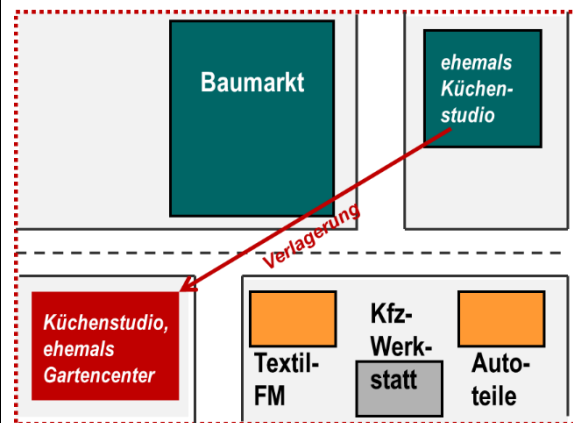 Baumarkt
ehemals
Küchen-
studio
Verlagerung
Küchenstudio,
ehemals
Gartencenter
Textil-
FM
Kfz-
Werk-
statt
Auto-
teile